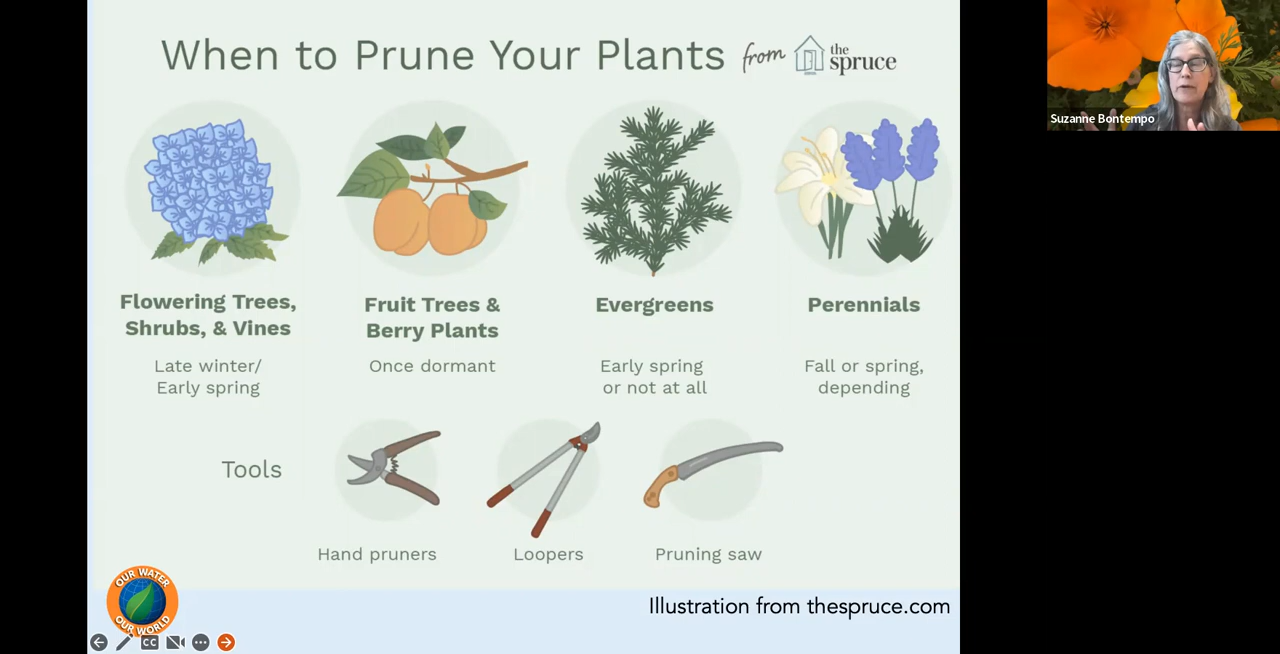 When to Prune Your Plants from the spruce
Suzanne Bontempo
Flowering Trees,
Shrubs, & Vines
Fruit Trees &
Berry Plants
Evergreens
Perennials
Late winter/
Early spring
Once dormant
Early spring
or not at all
Fall or spring,
depending
Tools
Hand pruners
Loopers
Pruning saw
OUR WATER
OUR WORLD
Illustration from thespruce.com
CC